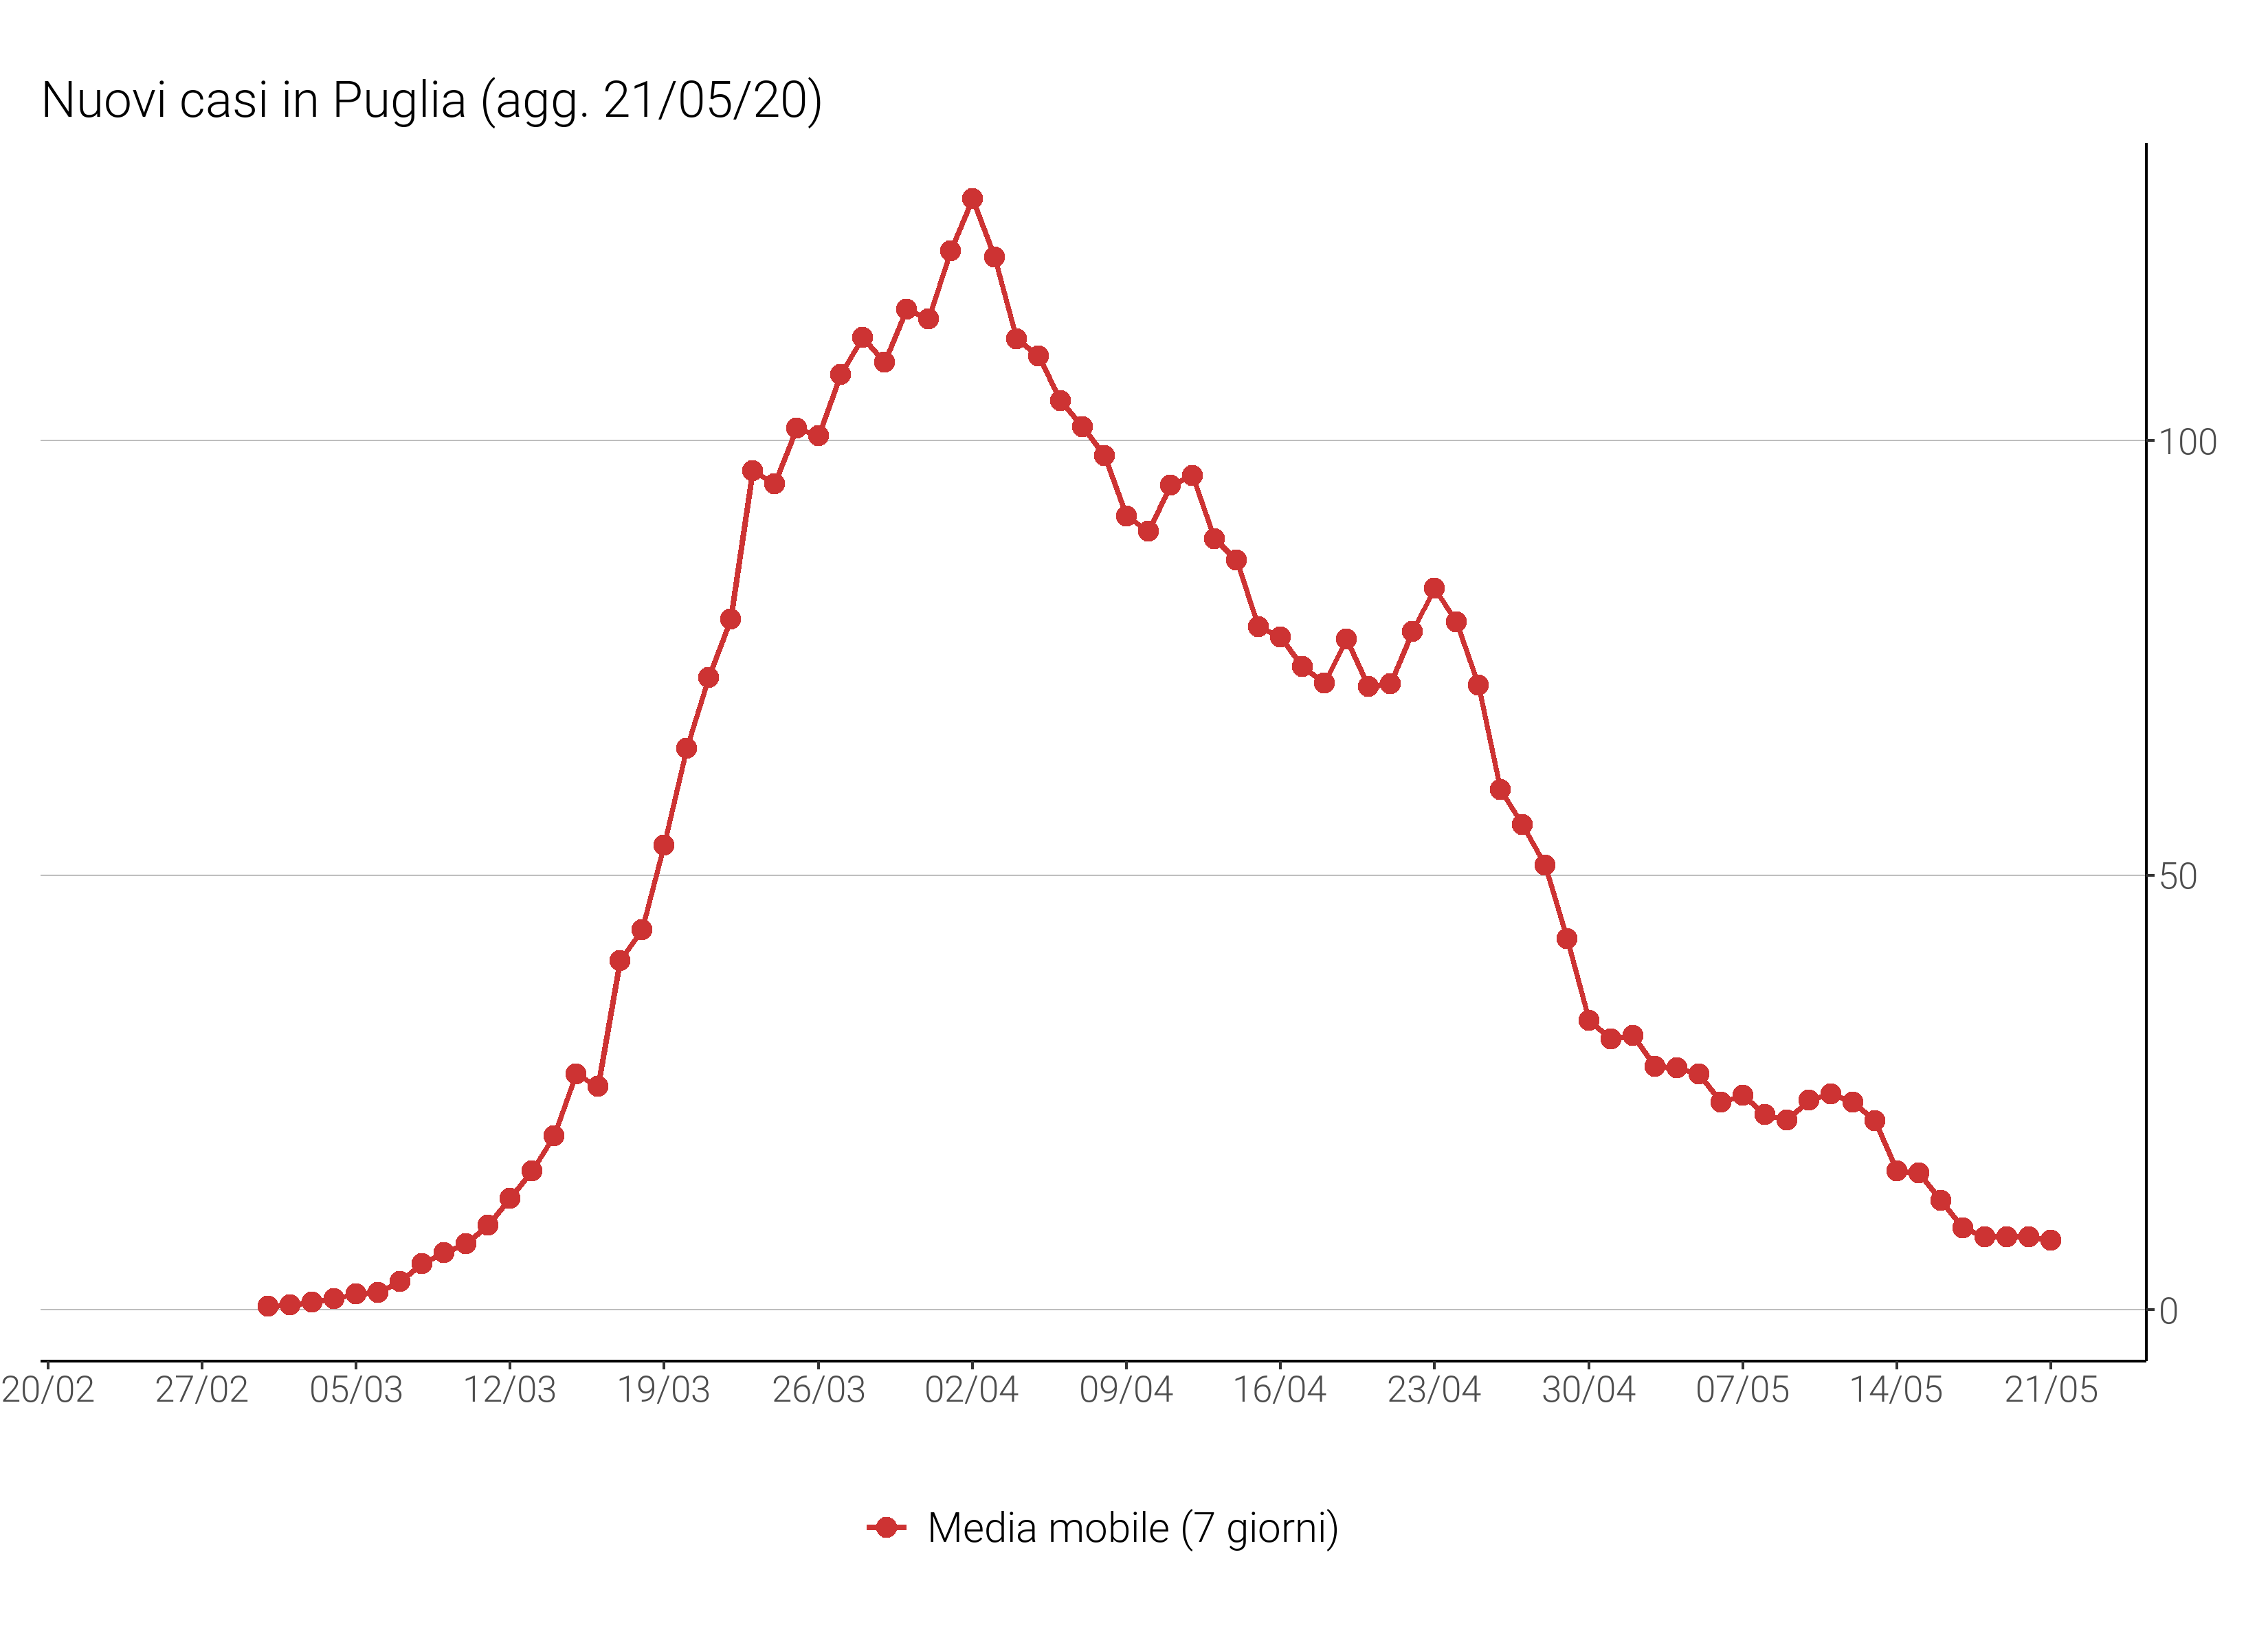 Nuovi casi in Puglia (agg. 21/05/20)
100
50
0
20/02 27/02 05/03 12/03 19/03 26/03 02/04 09/04 16/04 23/04 30/04 07/05 14/05 21/05
Media mobile (7 giorni)